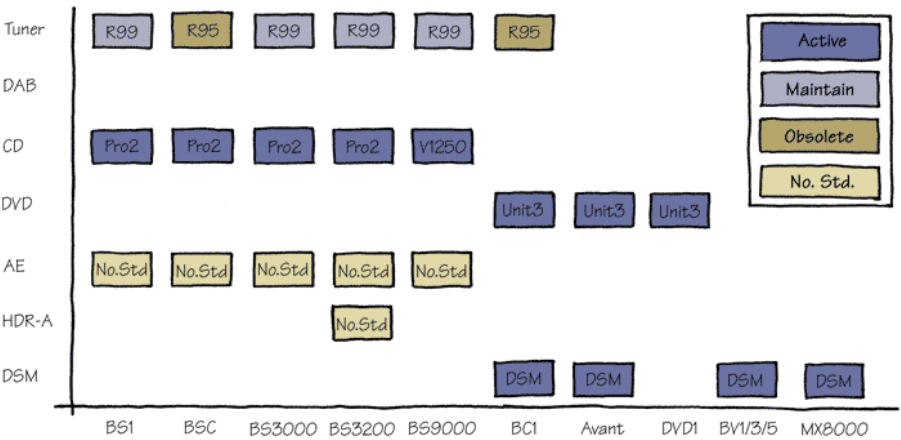 Tuner R99 R95 R99 R99 R99 R95
Active
DAB
Maintain
CD Pro2 Pro2 Pro2 Pro2 V1250
Obsolete
No. Std.
DVD Unit3 Unit3 Unit3
AE No.Std No.Std No.Std No.Std No.Std
HDR-A No.Std
DSM DSM DSM DSM DSM
BS1 BSC BS3000 BS3200 BS9000 BC1 Avant DVD1 BV1/3/5 MX8000